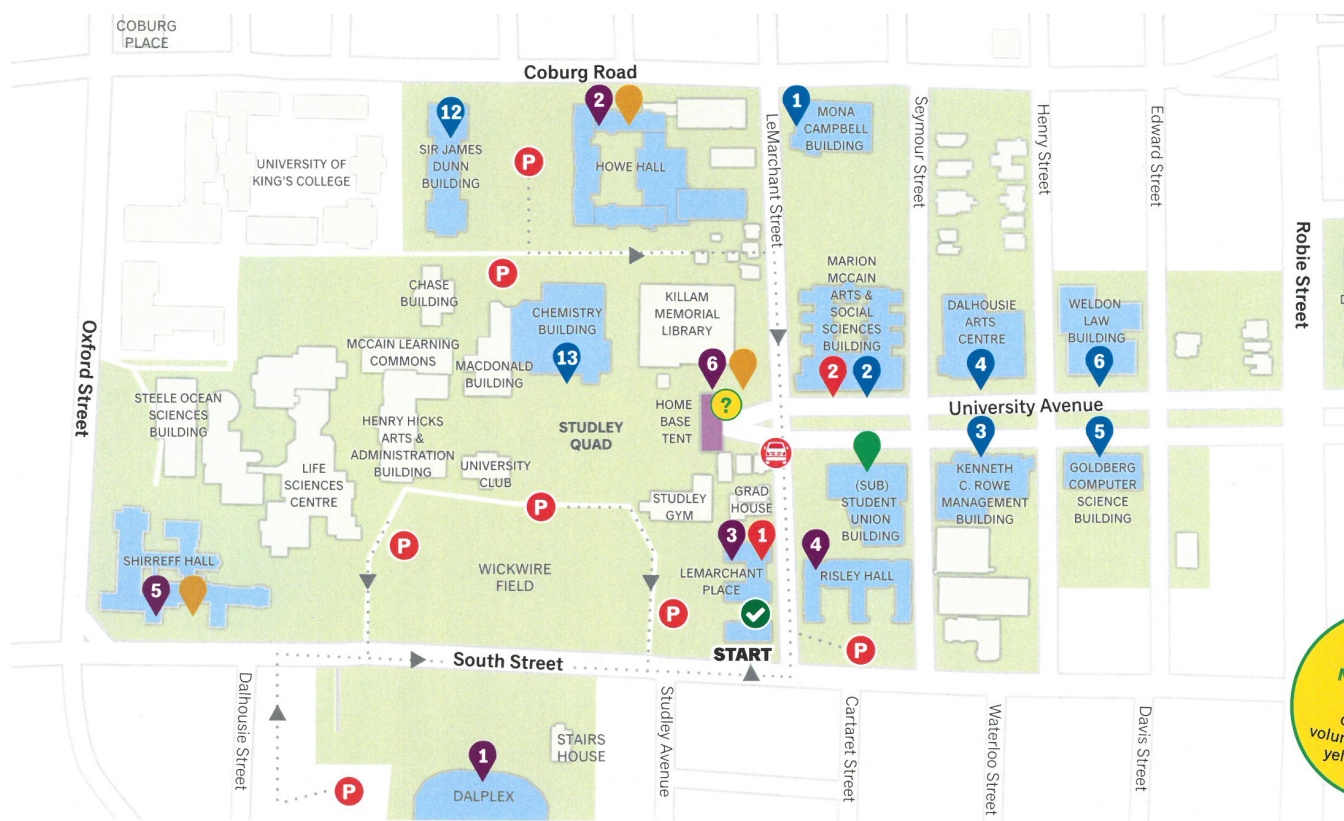 COBURG
PLACE
Coburg Road
12
SIR JAMES
DUNN
BUILDING
P
2
HOWE HALL
1
MONA
CAMPBELL
BUILDING
LeMarchant Street
Seymour Street
Henry Street
Edward Street
Robie Street
UNIVERSITY OF
KING'S COLLEGE
P
CHASE
BUILDING
CHEMISTRY
BUILDING
13
KILLAM
MEMORIAL
LIBRARY
MARION
MCCAIN
ARTS &
SOCIAL
SCIENCES
BUILDING
2
2
DALHOUSIE
ARTS
CENTRE
4
WELDON
LAW
BUILDING
6
Oxford Street
MCCAIN LEARNING
COMMONS
MACDONALD
BUILDING
6
?
HOME
BASE
TENT
University Avenue
STEELE OCEAN
SCIENCES
BUILDING
HENRY HICKS
ARTS &
ADMINISTRATION
BUILDING
STUDLEY
QUAD
UNIVERSITY
CLUB
LIFE
SCIENCES
CENTRE
3
KENNETH
C. ROWE
MANAGEMENT
BUILDING
5
GOLDBERG
COMPUTER
SCIENCE
BUILDING
(SUB)
STUDENT
UNION
BUILDING
STUDLEY
GYM
GRAD
HOUSE
P
P
SHIRREFF HALL
5
WICKWIRE
FIELD
3
1
LEMARCHANT
PLACE
4
RISLEY HALL
P
START
P
South Street
Dalhousie Street
Studley Avenue
Cartaret Street
Waterloo Street
Davis Street
STAIRS
HOUSE
1
DALPLEX
P